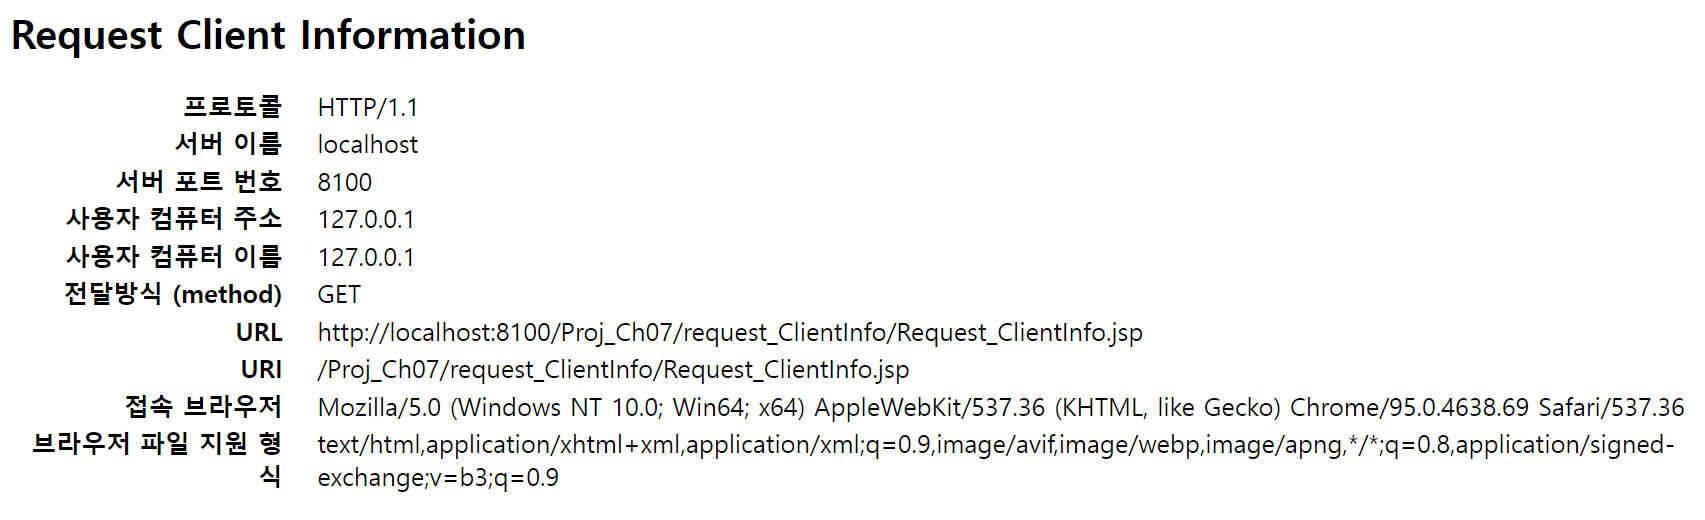 Request Client Information
프로토콜 HTTP/1.1
서버 이름 localhost
서버 포트 번호 8100
사용자 컴퓨터 주소 127.0.0.1
사용자 컴퓨터 이름 127.0.0.1
전달방식 (method) GET
URL http://localhost:8100/Proj_Ch07/request_ClientInfo/Request_ClientInfo.jsp
URI /Proj_Ch07/request_ClientInfo/Request_ClientInfo.jsp
접속 브라우저 Mozilla/5.0 (Windows NT 10.0; Win64; x64) AppleWebKit/537.36 (KHTML, like Gecko) Chrome/95.0.4638.69 Safari/537.36
브라우저 파일 지원 형 text/html,application/xhtml+xml,application/xml;q=0.9,image/avif,image/webp,image/apng,*/*;q=0.8,application/signed-
식 exchange;v=b3;q=0.9